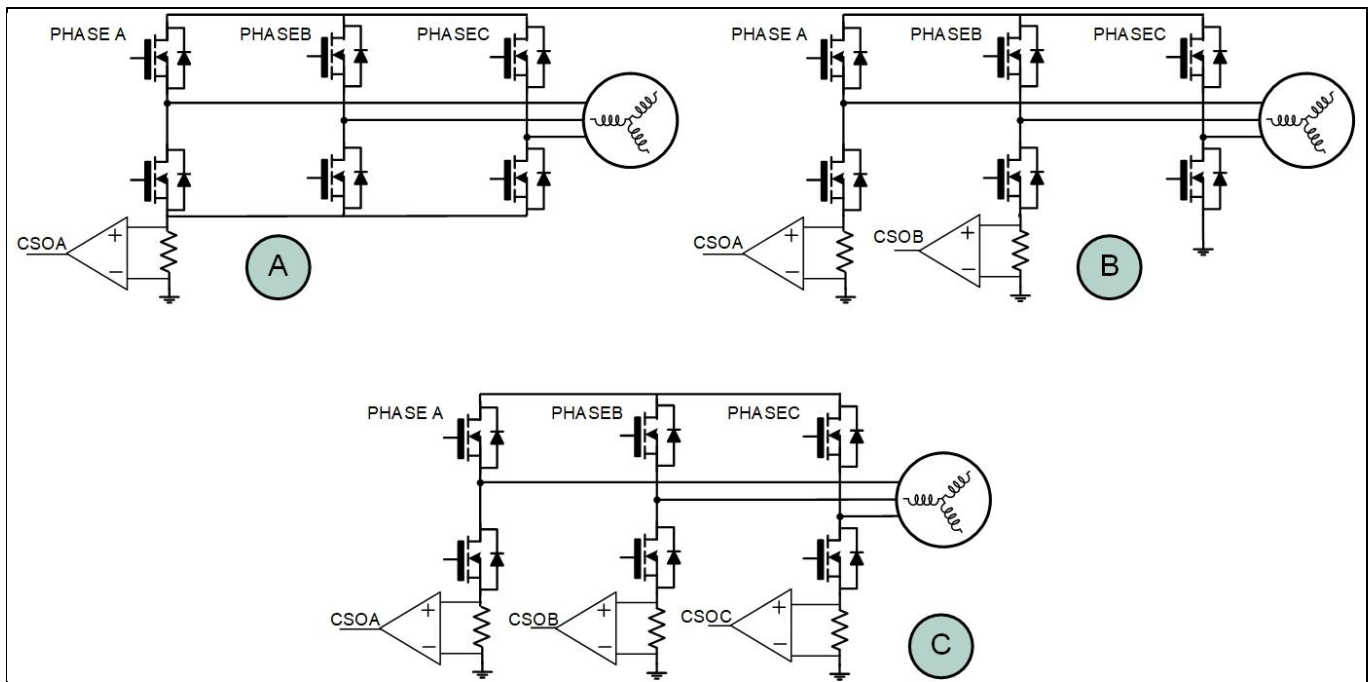 PHASE A
PHASEB
PHASEC
CSOA
+
−
A
PHASE A
PHASEB
PHASEC
CSOA
+
−
CSOB
+
−
B
PHASE A
PHASEB
PHASEC
CSOA
+
−
CSOB
+
−
CSOC
+
−
C